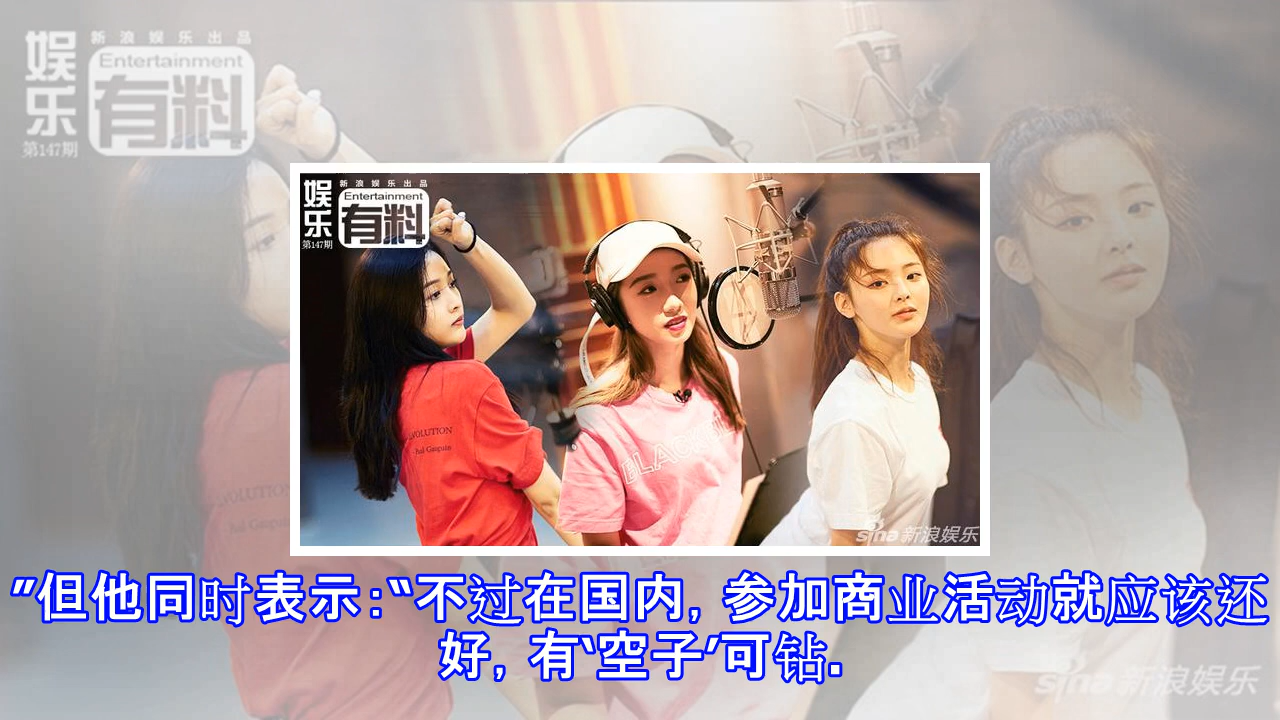 娱乐
新浪娱乐出品
Entertainment
有料
第147期
娱乐
新浪娱乐出品
Entertainment
有料
第147期
EVOLUTION
sina新浪娱乐
sina新浪娱乐
"但他同时表示:"不过在国内, 参加商业活动就应该还
好, 有'空子'可钻.